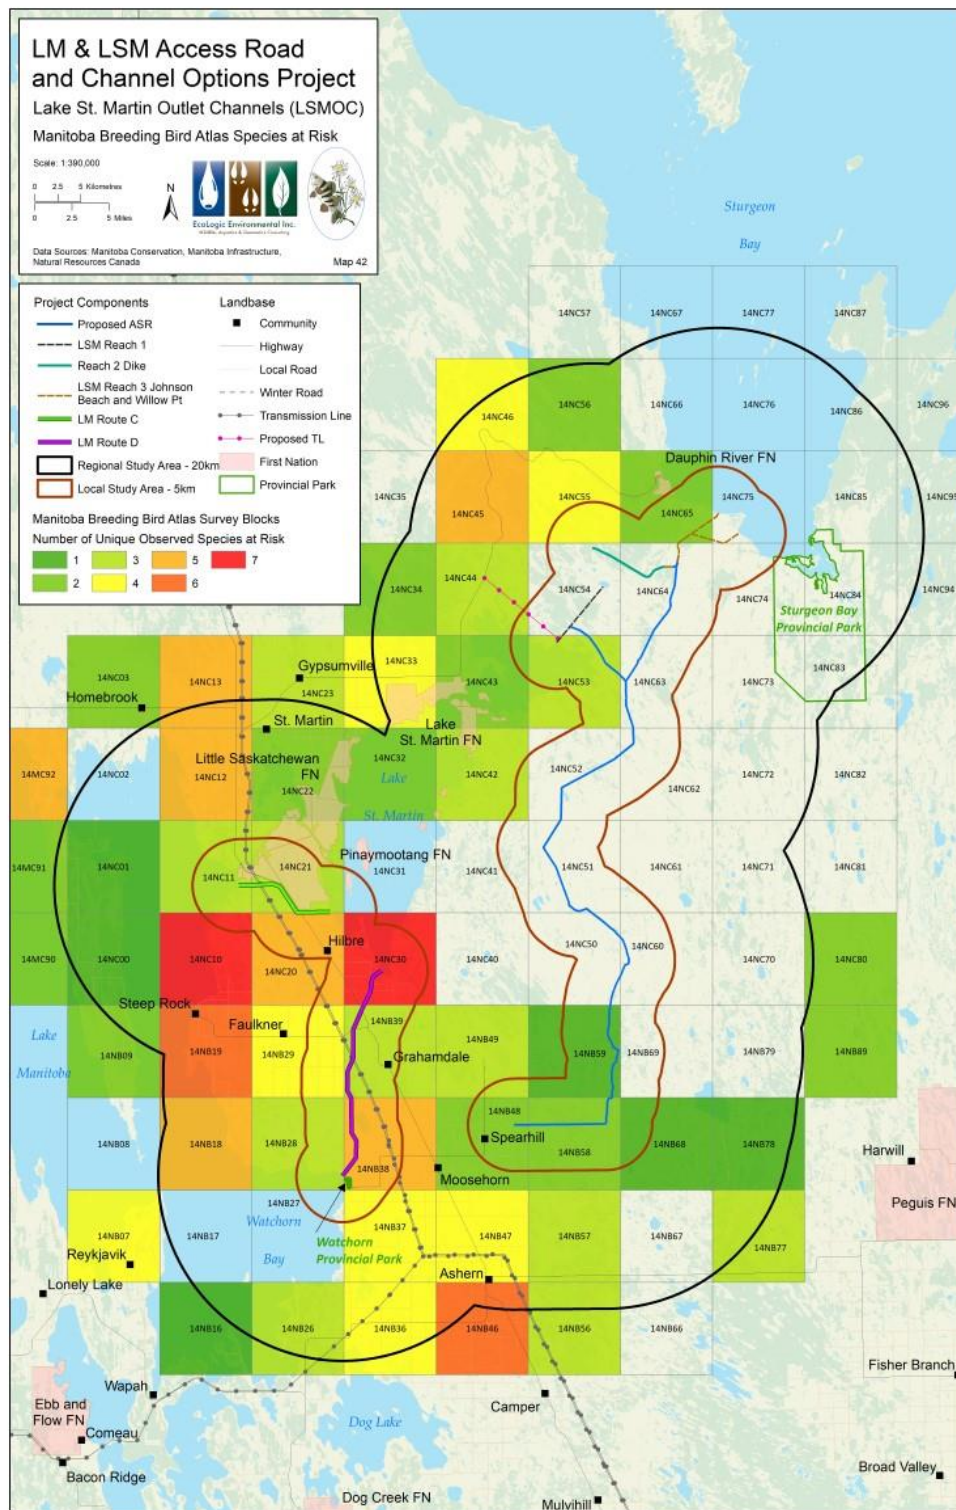 LM & LSM Access Road
and Channel Options Project
Lake St. Martin Outlet Channels (LSMOC)
Manitoba Breeding Bird Atlas Species at Risk
Scale: 1:390,000
0 2.5 5 Kilometres
0 2.5 5 Miles
N
EcoLogic Environmental Inc.
Data Sources: Manitoba Conservation, Manitoba Infrastructure,
Natural Resources Canada
Map 42
Project Components
Proposed ASR
LSM Reach 1
Reach 2 Dike
LSM Reach 3 Johnson
Beach and Willow Pt
LM Route C
LM Route D
Regional Study Area - 20km
Local Study Area - 5km
Landbase
Community
Highway
Local Road
Winter Road
Transmission Line
Proposed TL
First Nation
Provincial Park
Manitoba Breeding Bird Atlas Survey Blocks
Number of Unique Observed Species at Risk
1 3 5 7
2 4 6
Sturgeon
Bay
14NC57 14NC67 14NC77 14NC87
14NC46 14NC56 14NC66 14NC76 14NC86 14NC96
Dauphin River FN
14NC35 14NC45 14NC55 14NC65 14NC75 14NC85 14NC95
14NC34 14NC44 14NC54 14NC64 14NC74 14NC84 14NC94
Sturgeon Bay
Provincial Park
14NC03 14NC13 14NC23 14NC33 14NC43 14NC53 14NC63 14NC73 14NC83
Gypsumville
Homebrook
St. Martin
Lake
St. Martin FN
Little Saskatchewan
FN
14MC92 14NC02 14NC12 14NC22 14NC32 14NC42 14NC52 14NC62 14NC72 14NC82
Lake
St. Martin
Pinaymootang FN
14MC91 14NC01 14NC11 14NC21 14NC31 14NC41 14NC51 14NC61 14NC71 14NC81
Hilbre
14MC90 14NC00 14NC10 14NC20 14NC30 14NC40 14NC50 14NC60 14NC70 14NC80
Steep Rock
Faulkner
Lake
Manitoba
14NB09 14NB19 14NB29 14NB39 14NB49 14NB59 14NB69 14NB79 14NB89
Grahamdale
14NB08 14NB18 14NB28 14NB38 14NB48 14NB58 14NB68 14NB78
Spearhill
Moosehorn
Harwill
Peguis FN
14NB07 14NB17 14NB27 14NB37 14NB47 14NB57 14NB67 14NB77
Watchorn
Bay
Watchorn
Provincial Park
Reykjavik
Lonely Lake
Ashern
14NB16 14NB26 14NB36 14NB46 14NB56 14NB66
Fisher Branch
Wapah
Ebb and
Flow FN
Comeau
Bacon Ridge
Dog Lake
Camper
Broad Valley
Dog Creek FN
Mulvihill